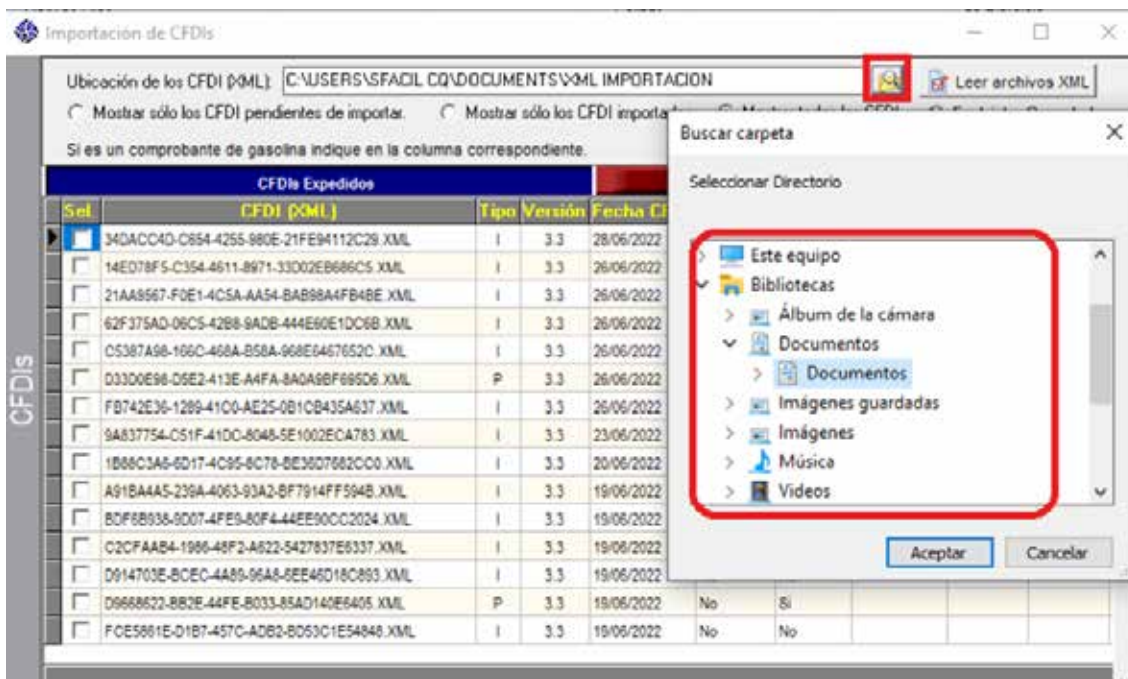 Importación de CFDIs
Ubicación de los CFDI (XML): C:\USERS\SFACIL CQ\DOCUMENTS\XML IMPORTACION Leer archivos XML
Mostrar sólo los CFDI pendientes de importar. Mostrar sólo los CFDI
Si es un comprobante de gasolina indique en la columna correspondiente.
CFDIs Expedidos
Sel. CFDI (XML) Tipo Versión Fecha
34DACC4D-C654-4255-980E-21FE94112C29.XML I 3.3 28/06/2022
14ED78F5-C354-4611-8971-33D02EB686C5.XML I 3.3 26/06/2022
21AA9567-F0E1-4C5A-AA54-BAB98A4FB4BE.XML I 3.3 26/06/2022
62F375AD-06C5-42B8-9ADB-444E60E1DC6B.XML I 3.3 26/06/2022
C5387A98-166C-468A-B58A-968E6467652C.XML I 3.3 26/06/2022
D33D0E98-D5E2-413E-A4FA-8A0A9BF695D6.XML P 3.3 26/06/2022
FB742E36-1289-41C0-AE25-0B1CB435A637.XML I 3.3 26/06/2022
9A837754-C51F-41DC-8048-5E1002ECA783.XML I 3.3 23/06/2022
1B88C3A6-6D17-4C95-8C78-BE36D7682CC0.XML I 3.3 20/06/2022
A91BA4A5-239A-4063-93A2-BF7914FF594B.XML I 3.3 19/06/2022
BDF6B938-9D07-4FE9-80F4-44EE90CC2024.XML I 3.3 19/06/2022
C2CFAAB4-1986-48F2-A622-5427837E6337.XML I 3.3 19/06/2022
D914703E-BCEC-4A89-96A8-6EE46D18C893.XML I 3.3 19/06/2022
D9668622-BB2E-44FE-B033-85AD140E6405.XML P 3.3 19/06/2022 No Si
FCE5861E-D1B7-457C-ADB2-BD53C1E54848.XML I 3.3 19/06/2022 No No
CFDIs
Buscar carpeta
Seleccionar Directorio
Este equipo
Bibliotecas
Álbum de la cámara
Documentos
Documentos
Imágenes guardadas
Imágenes
Música
Videos
Aceptar Cancelar